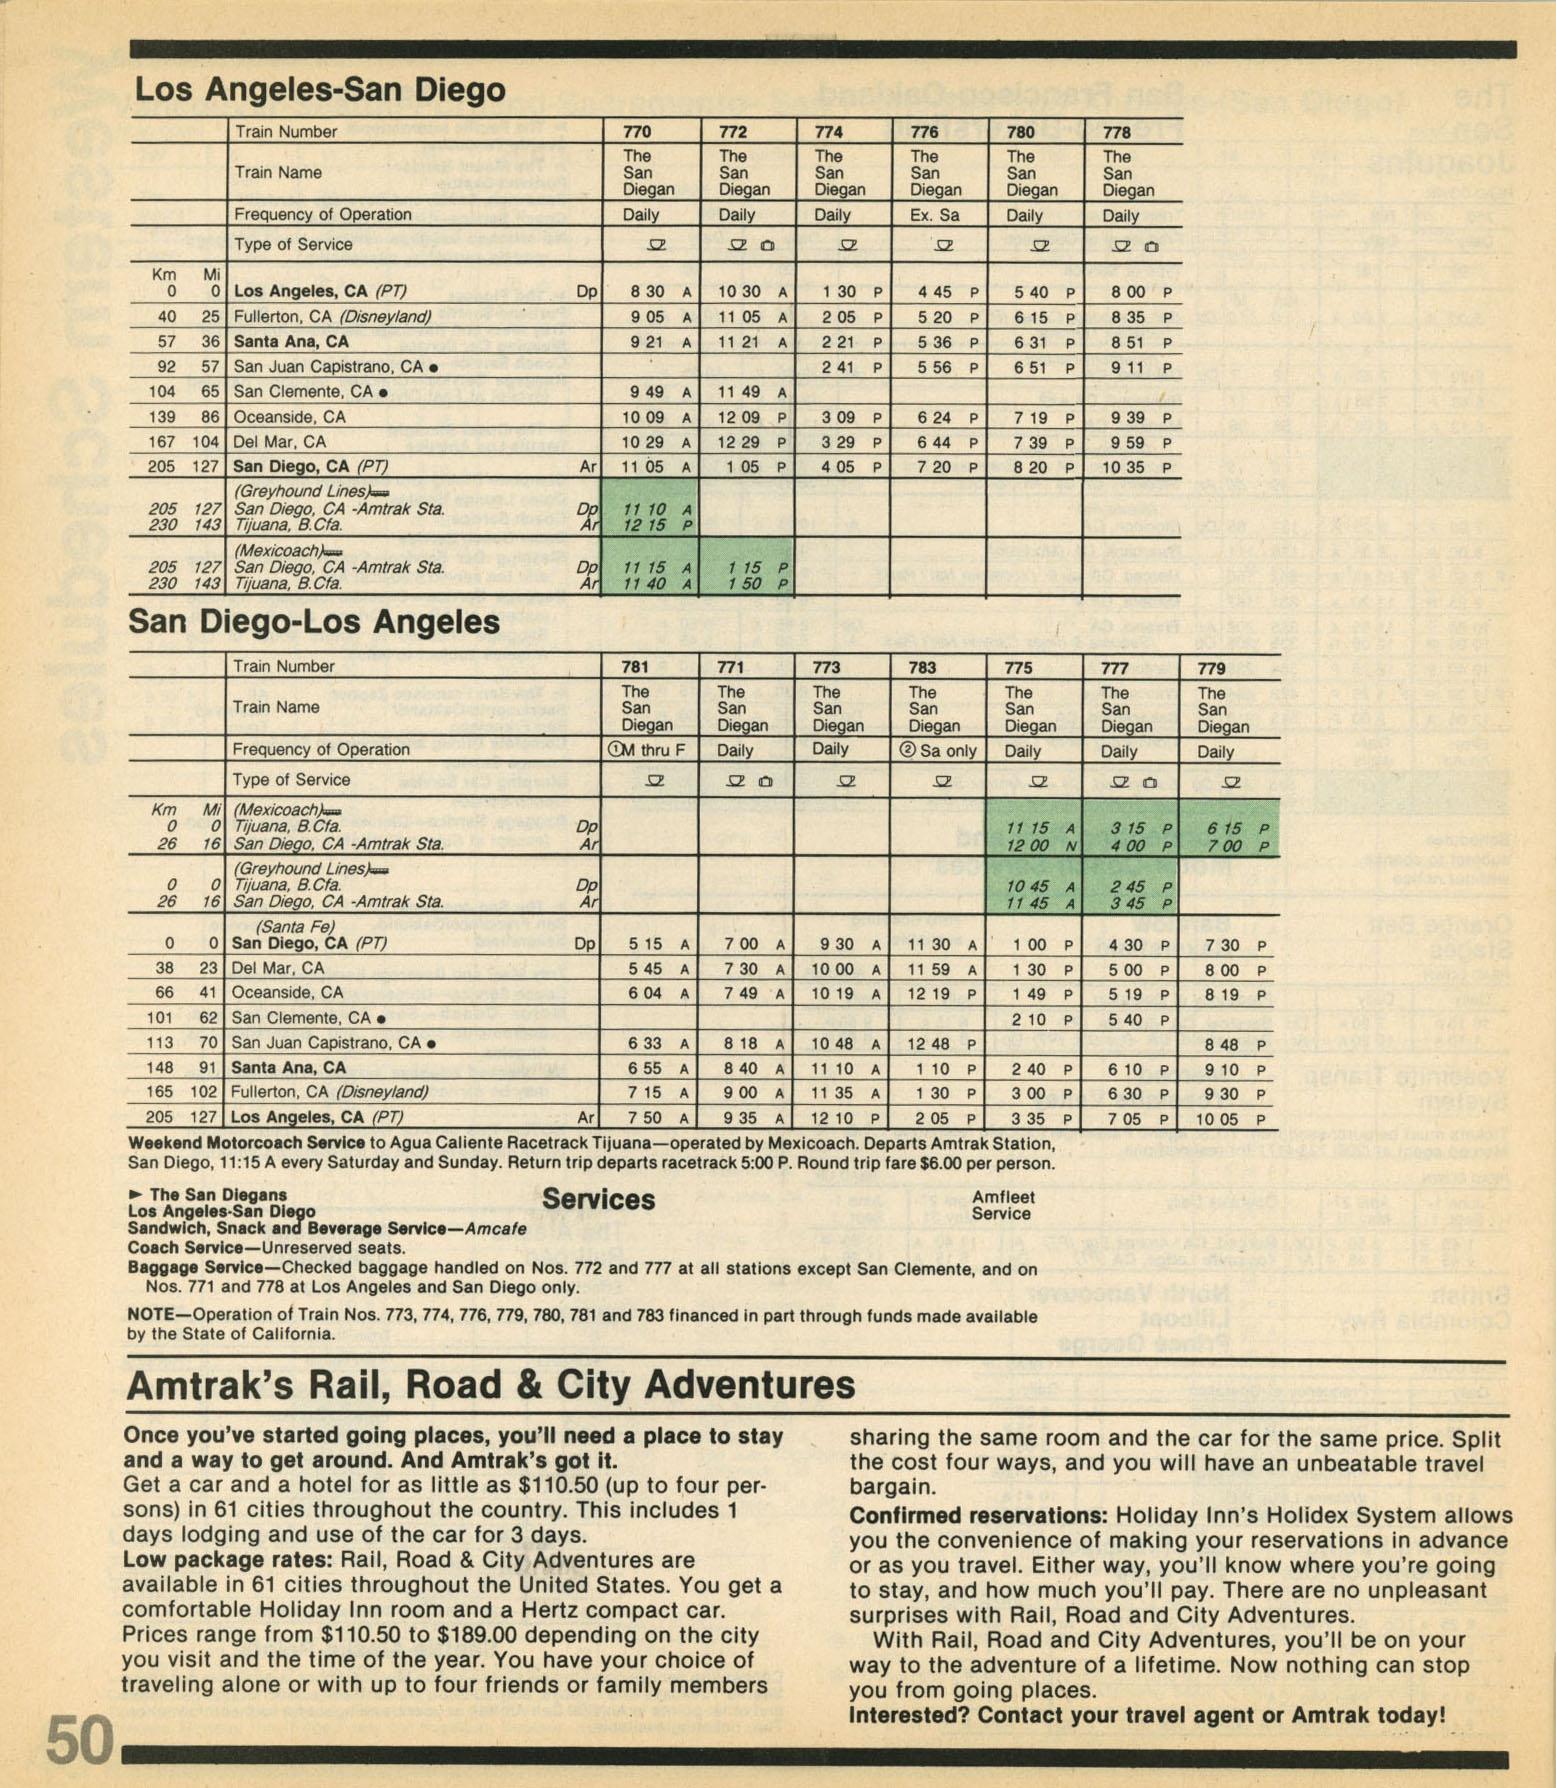 Los Angeles-San Diego
Train Number 770 772 774 776 780 778
Train Name The San Diegan The San Diegan The San Diegan The San Diegan The San Diegan The San Diegan
Frequency of Operation Daily Daily Daily Ex. Sa Daily Daily
Type of Service
Km Mi
0 0 Los Angeles, CA (PT) Dp 8 30 A 10 30 A 1 30 P 4 45 P 5 40 P 8 00 P
40 25 Fullerton, CA (Disneyland) 9 05 A 11 05 A 2 05 P 5 20 P 6 15 P 8 35 P
57 36 Santa Ana, CA 9 21 A 11 21 A 2 21 P 5 36 P 6 31 P 8 51 P
92 57 San Juan Capistrano, CA ● 2 41 P 5 56 P 6 51 P 9 11 P
104 65 San Clemente, CA ● 9 49 A 11 49 A
139 86 Oceanside, CA 10 09 A 12 09 P 3 09 P 6 24 P 7 19 P 9 39 P
167 104 Del Mar, CA 10 29 A 12 29 P 3 29 P 6 44 P 7 39 P 9 59 P
205 127 San Diego, CA (PT) Ar 11 05 A 1 05 P 4 05 P 7 20 P 8 20 P 10 35 P
(Greyhound Lines)
205 127 San Diego, CA -Amtrak Sta. Dp 11 10 A
230 143 Tijuana, B.Cfa. Ar 12 15 P
(Mexicoach)
205 127 San Diego, CA -Amtrak Sta. Dp 11 15 A 1 15 P
230 143 Tijuana, B.Cfa. Ar 11 40 A 1 50 P
San Diego-Los Angeles
Train Number 781 771 773 783 775 777 779
Train Name The San Diegan The San Diegan The San Diegan The San Diegan The San Diegan The San Diegan The San Diegan
Frequency of Operation ①M thru F Daily Daily ②Sa only Daily Daily Daily
Type of Service
Km Mi (Mexicoach)
0 0 Tijuana, B.Cfa. Dp 11 15 A 3 15 P 6 15 P
26 16 San Diego, CA -Amtrak Sta. Ar 12 00 N 4 00 P 7 00 P
(Greyhound Lines)
0 0 Tijuana, B.Cfa. Dp 10 45 A 2 45 P
26 16 San Diego, CA -Amtrak Sta. Ar 11 45 A 3 45 P
(Santa Fe)
0 0 San Diego, CA (PT) Dp 5 15 A 7 00 A 9 30 A 11 30 A 1 00 P 4 30 P 7 30 P
38 23 Del Mar, CA 5 45 A 7 30 A 10 00 A 11 59 A 1 30 P 5 00 P 8 00 P
66 41 Oceanside, CA 6 04 A 7 49 A 10 19 A 12 19 P 1 49 P 5 19 P 8 19 P
101 62 San Clemente, CA ● 2 10 P 5 40 P
113 70 San Juan Capistrano, CA ● 6 33 A 8 18 A 10 48 A 12 48 P 8 48 P
148 91 Santa Ana, CA 6 55 A 8 40 A 11 10 A 1 10 P 2 40 P 6 10 P 9 10 P
165 102 Fullerton, CA (Disneyland) 7 15 A 9 00 A 11 35 A 1 30 P 3 00 P 6 30 P 9 30 P
205 127 Los Angeles, CA (PT) Ar 7 50 A 9 35 A 12 10 P 2 05 P 3 35 P 7 05 P 10 05 P
Weekend Motorcoach Service to Agua Caliente Racetrack Tijuana—operated by Mexicoach. Departs Amtrak Station,
San Diego, 11:15 A every Saturday and Sunday. Return trip departs racetrack 5:00 P. Round trip fare $6.00 per person.
Services
► The San Diegans
Los Angeles-San Diego
Amfleet
Service
Sandwich, Snack and Beverage Service—Amcafe
Coach Service—Unreserved seats.
Baggage Service—Checked baggage handled on Nos. 772 and 777 at all stations except San Clemente, and on
Nos. 771 and 778 at Los Angeles and San Diego only.
NOTE—Operation of Train Nos. 773, 774, 776, 779, 780, 781 and 783 financed in part through funds made available
by the State of California.
Amtrak's Rail, Road & City Adventures
Once you've started going places, you'll need a place to stay
and a way to get around. And Amtrak's got it.
Get a car and a hotel for as little as $110.50 (up to four per-
sons) in 61 cities throughout the country. This includes 1
days lodging and use of the car for 3 days.
Low package rates: Rail, Road & City Adventures are
available in 61 cities throughout the United States. You get a
comfortable Holiday Inn room and a Hertz compact car.
Prices range from $110.50 to $189.00 depending on the city
you visit and the time of the year. You have your choice of
traveling alone or with up to four friends or family members
sharing the same room and the car for the same price. Split
the cost four ways, and you will have an unbeatable travel
bargain.
Confirmed reservations: Holiday Inn's Holidex System allows
you the convenience of making your reservations in advance
or as you travel. Either way, you'll know where you're going
to stay, and how much you'll pay. There are no unpleasant
surprises with Rail, Road and City Adventures.
With Rail, Road and City Adventures, you'll be on your
way to the adventure of a lifetime. Now nothing can stop
you from going places.
Interested? Contact your travel agent or Amtrak today!
50